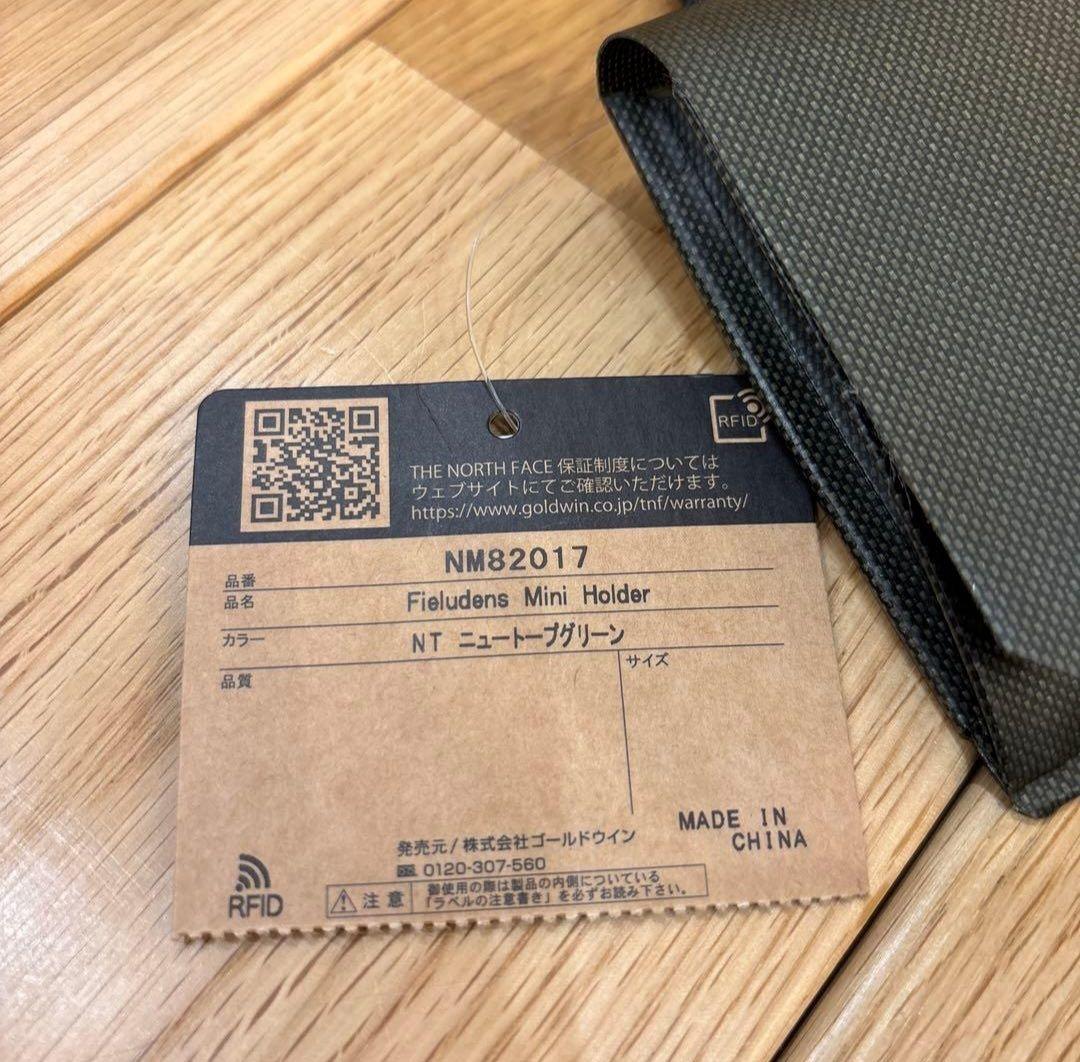 RFID
THE NORTH FACE 保証制度については
ウェブサイトにてご確認いただけます。
https://www.goldwin.co.jp/tnf/warranty/
品番 NM82017
品名 Fieludens Mini Holder
カラー NT ニュートープグリーン
品質
サイズ
MADE IN
CHINA
発売元/株式会社ゴールドウイン
0120-307-560
RFID
注意
御使用の際は製品の内側についている
「ラベルの注意書き」を必ずお読み下さい。